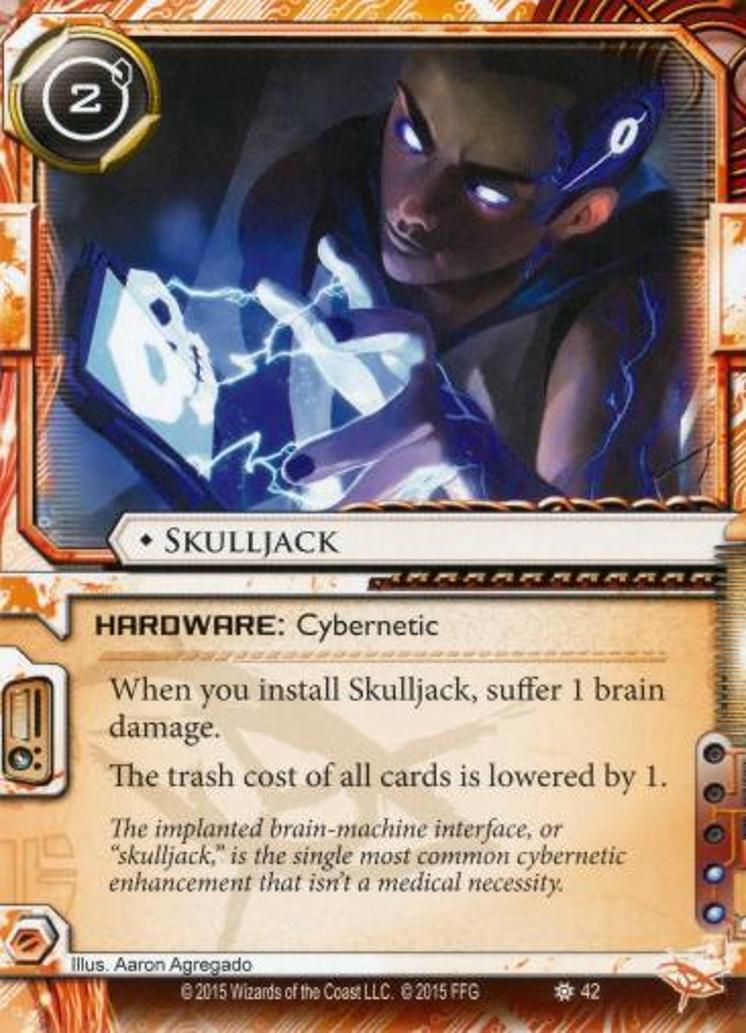 2
◆ SKULLJACK
HARDWARE: Cybernetic
When you install Skulljack, suffer 1 brain
damage.
The trash cost of all cards is lowered by 1.
The implanted brain-machine interface, or
“skulljack,” is the single most common cybernetic
enhancement that isn't a medical necessity.
Illus. Aaron Agregado
© 2015 Wizards of the Coast LLC. © 2015 FFG 42